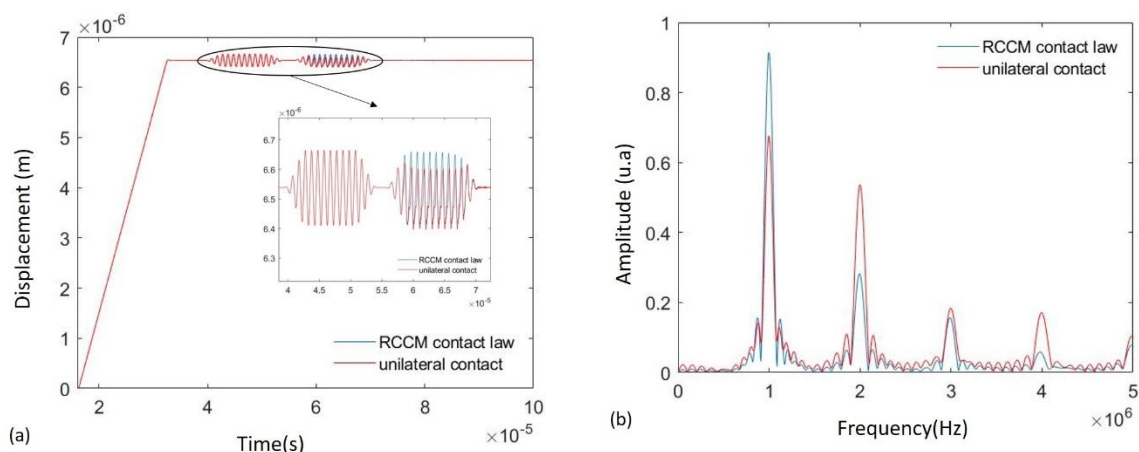 ×10⁻⁶
7
6
5
4
3
2
1
0
Displacement (m)
×10⁻⁶
6.7
6.6
6.5
6.4
6.3
4 4.5 5 5.5 6 6.5 7
×10⁻⁵
RCCM contact law
unilateral contact
RCCM contact law
unilateral contact
2 4 6 8 10
×10⁻⁵
Time(s)
(a)
1
0.8
0.6
0.4
0.2
0
Amplitude (u.a)
RCCM contact law
unilateral contact
0 1 2 3 4 5
×10⁶
Frequency(Hz)
(b)